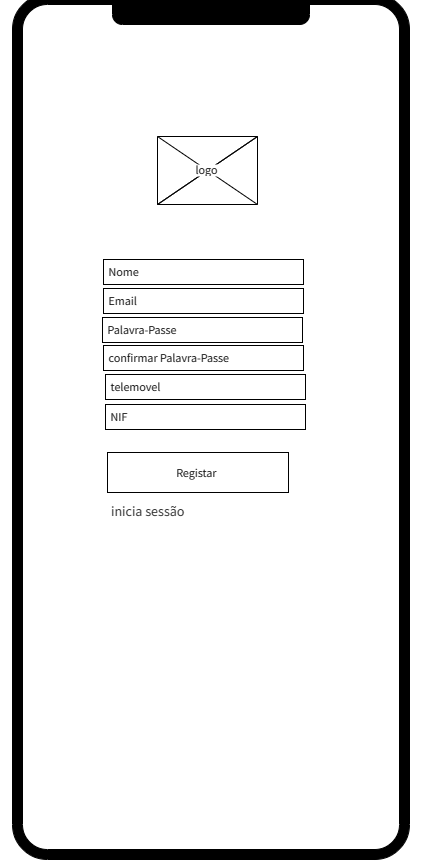 logo
Nome
Email
Palavra-Passe
confirmar Palavra-Passe
telemovel
NIF
Registar
inicia sessão